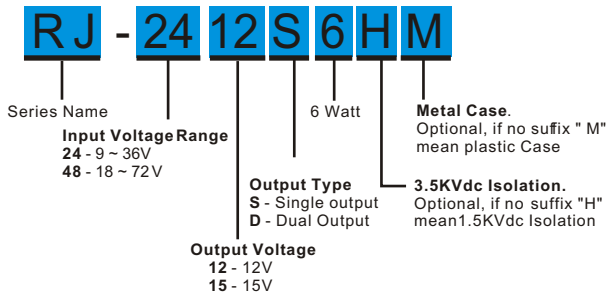 RJ - 24 12 S 6 H M
Series Name
6 Watt
Metal Case.
Optional, if no suffix " M"
mean plastic Case
Input Voltage Range
24 - 9 ~ 36V
48 - 18 ~ 72V
Output Type
S - Single output
D - Dual Output
3.5KVdc Isolation.
Optional, if no suffix "H"
mean1.5KVdc Isolation
Output Voltage
12 - 12V
15 - 15V